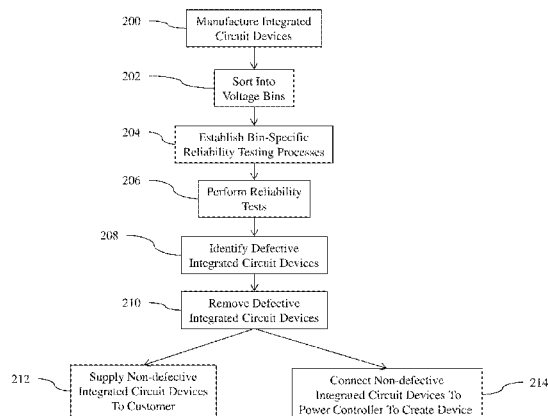 200
Manufacture Integrated
Circuit Devices
202
Sort Into
Voltage Bins
204
Establish Bin-Specific
Reliability Testing Processes
206
Perform Reliability
Tests
208
Identify Defective
Integrated Circuit Devices
210
Remove Defective
Integrated Circuit Devices
212
Supply Non-defective
Integrated Circuit Devices
To Customer
Connect Non-defective
Integrated Circuit Devices To
Power Controller To Create Device
214